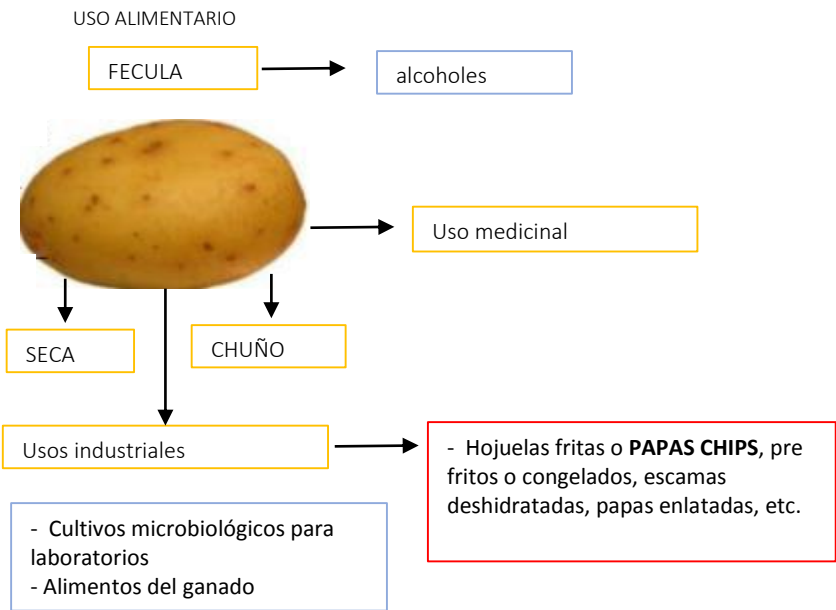 USO ALIMENTARIO
FECULA
alcoholes
Uso medicinal
SECA
CHUÑO
Usos industriales
- Hojuelas fritas o PAPAS CHIPS, pre
fritos o congelados, escamas
deshidratadas, papas enlatadas, etc.
- Cultivos microbiológicos para
laboratorios
- Alimentos del ganado